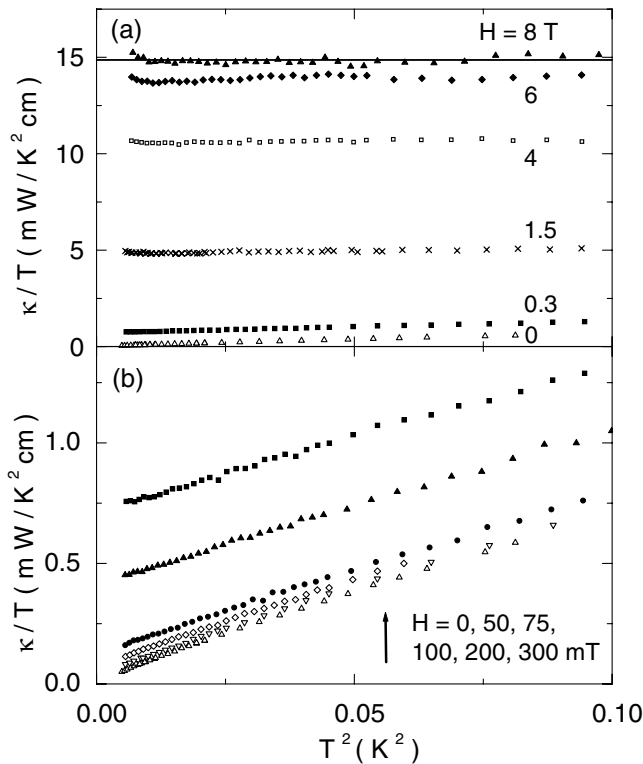 (a)
H = 8 T
15
6
10
4
1.5
5
0.3
0
0
κ/T ( m W / K² cm)
(b)
1.0
0.5
H = 0, 50, 75,
100, 200, 300 mT
0.0
κ/T ( m W / K² cm)
0.00
0.05
0.10
T² (K²)